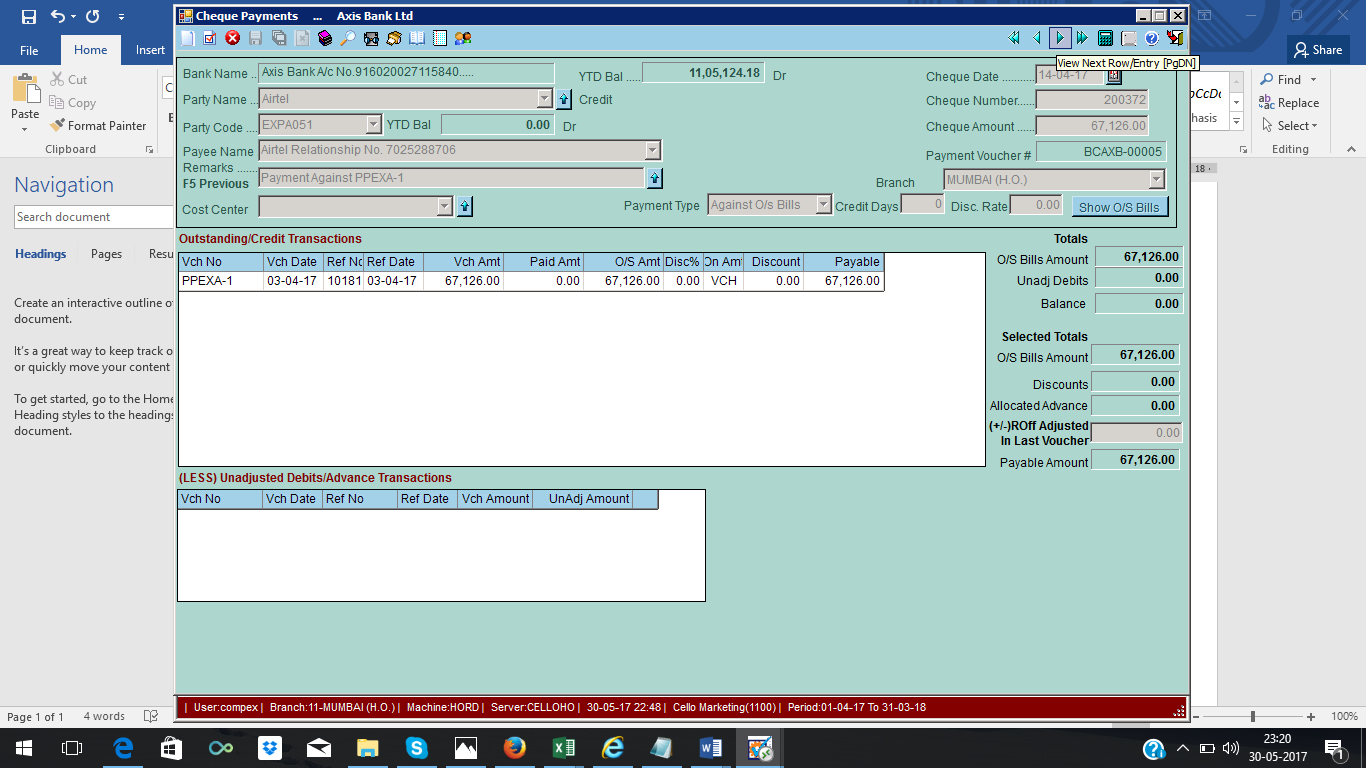 Cheque Payments ... Axis Bank Ltd
File Home Insert Share
View Next Row/Entry [PgDN]
Cut
Copy
Paste
Format Painter
Clipboard
Find
Replace
Select
Editing
Navigation
Search document
Headings Pages Resu
Create an interactive outline of
document.
It's a great way to keep track o
or quickly move your content
To get started, go to the Home
Heading styles to the headings
document.
Bank Name .. Axis Bank A/c No.916020027115840..... YTD Bal ..... 11,05,124.18 Dr Cheque Date .......... 14-04-17
Party Name ... Airtel Credit Cheque Number...... 200372
Party Code .... EXPA051 YTD Bal 0.00 Dr Cheque Amount ...... 67,126.00
Payee Name Airtel Relationship No. 7025288706 Payment Voucher # BCAXB-00005
Remarks .......
F5 Previous Payment Against PPEXA-1 Branch MUMBAI (H.O.)
Cost Center Payment Type Against O/s Bills Credit Days 0 Disc. Rate 0.00 Show O/S Bills
Outstanding/Credit Transactions
Vch No Vch Date Ref No Ref Date Vch Amt Paid Amt O/S Amt Disc% On Amt Discount Payable
PPEXA-1 03-04-17 10181 03-04-17 67,126.00 0.00 67,126.00 0.00 VCH 0.00 67,126.00
Totals
O/S Bills Amount 67,126.00
Unadj Debits 0.00
Balance 0.00
Selected Totals
O/S Bills Amount 67,126.00
Discounts 0.00
Allocated Advance 0.00
(+/-)ROff Adjusted
In Last Voucher 0.00
Payable Amount 67,126.00
(LESS) Unadjusted Debits/Advance Transactions
Vch No Vch Date Ref No Ref Date Vch Amount UnAdj Amount
| User:compex | Branch:11-MUMBAI (H.O.) | Machine:HORD | Server:CELLOHO | 30-05-17 22:48 | Cello Marketing(1100) | Period:01-04-17 To 31-03-18
18
Page 1 of 1 4 words 100%
23:20
30-05-2017